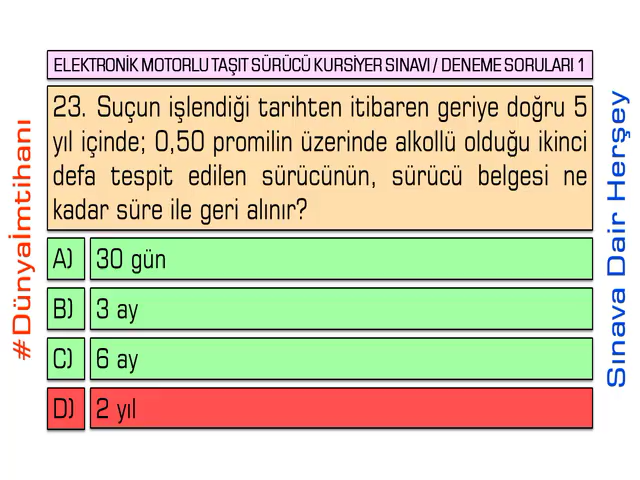 ELEKTRONİK MOTORLU TAŞIT SÜRÜCÜ KURSİYER SINAVI / DENEME SORULARI 1
23. Suçun işlendiği tarihten itibaren geriye doğru 5
yıl içinde; 0,50 promilin üzerinde alkollü olduğu ikinci
defa tespit edilen sürücünün, sürücü belgesi ne
kadar süre ile geri alınır?
A) 30 gün
B) 3 ay
C) 6 ay
D) 2 yıl
#Dünyaİmtihanı
Sınava Dair Herşey